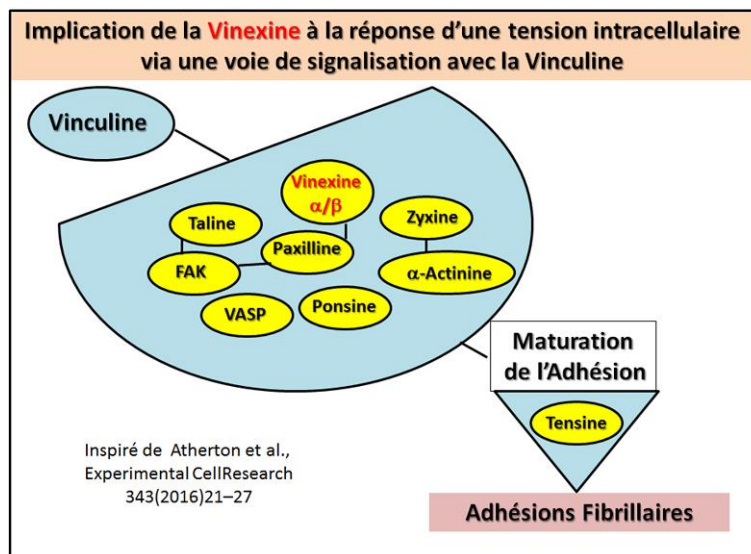 Implication de la Vinexine à la réponse d'une tension intracellulaire
via une voie de signalisation avec la Vinculine
Vinculine
Vinexine
α/β
Zyxine
Taline
Paxilline
FAK
α-Actinine
VASP
Ponsine
Maturation
de l'Adhésion
Tensine
Inspiré de Atherton et al.,
Experimental CellResearch
343(2016)21–27
Adhésions Fibrillaires